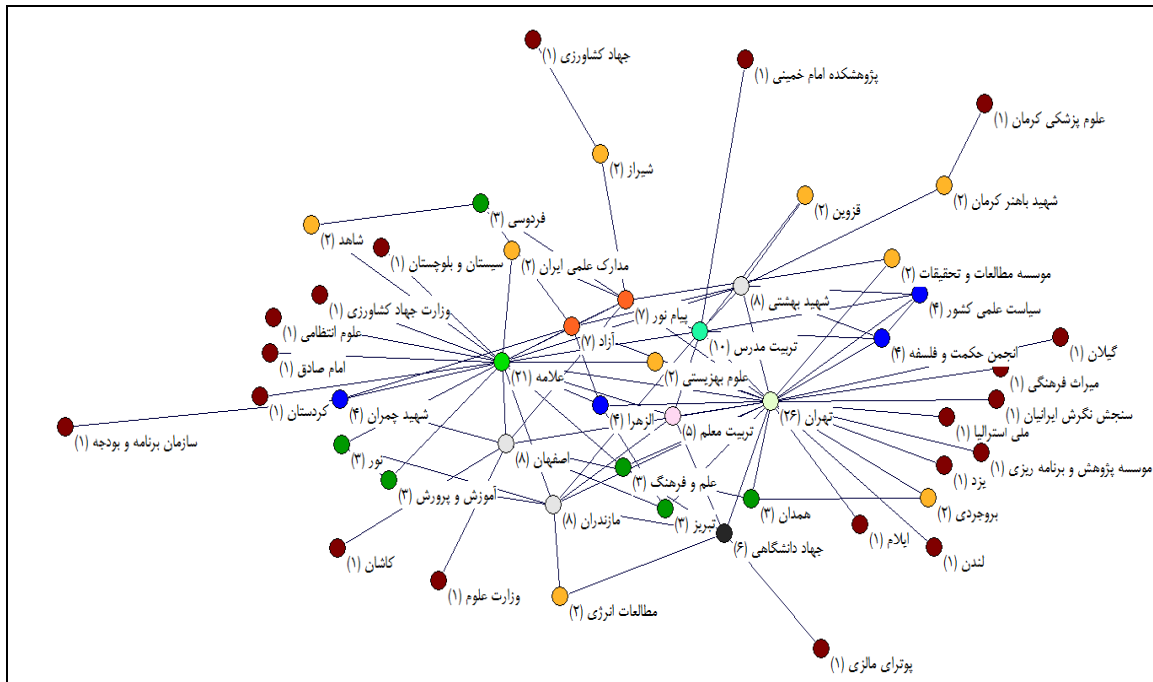 جهاد کشاورزی (۱)
پژوهشکده امام خمینی (۱)
علوم پزشکی کرمان (۱)
شیراز (۲)
شهید باهنر کرمان (۲)
قزوین (۲)
فردوسی (۳)
شاهد (۲)
سیستان و بلوچستان (۱)
مدارک علمی ایران (۲)
موسسه مطالعات و تحقیقات (۲)
وزارت جهاد کشاورزی (۱)
پیام نور (۷)
شهید بهشتی (۸)
سیاست علمی کشور (۴)
علوم انتظامی (۱)
آزاد (۷)
تربیت مدرس (۱۰)
انجمن حکمت و فلسفه (۴)
گیلان (۱)
امام صادق (۱)
علامه (۲۱)
علوم بهزیستی (۲)
میراث فرهنگی (۱)
کردستان (۱)
شهید چمران (۴)
الزهرا (۴)
تهران (۲۶)
سنجش نگرش ایرانیان (۱)
سازمان برنامه و بودجه (۱)
تربیت معلم (۵)
ملی استرالیا (۱)
نور (۳)
اصفهان (۸)
موسسه پژوهش و برنامه ریزی (۱)
علم و فرهنگ (۳)
یزد (۱)
آموزش و پرورش (۳)
مازندران (۸)
تبریز (۳)
همدان (۳)
بروجردی (۲)
کاشان (۱)
جهاد دانشگاهی (۶)
ایلام (۱)
لندن (۱)
وزارت علوم (۱)
مطالعات انرژی (۲)
پوترای مالزی (۱)